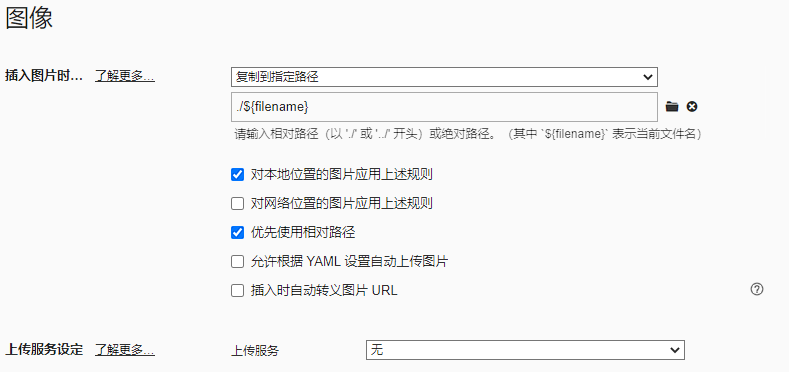 图像
插入图片时... 了解更多... 复制到指定路径
./${filename}
请输入相对路径（以 './' 或 '../' 开头）或绝对路径。（其中 `${filename}` 表示当前文件名）
对本地位置的图片应用上述规则
对网络位置的图片应用上述规则
优先使用相对路径
允许根据 YAML 设置自动上传图片
插入时自动转义图片 URL
上传服务设定 了解更多... 上传服务 无